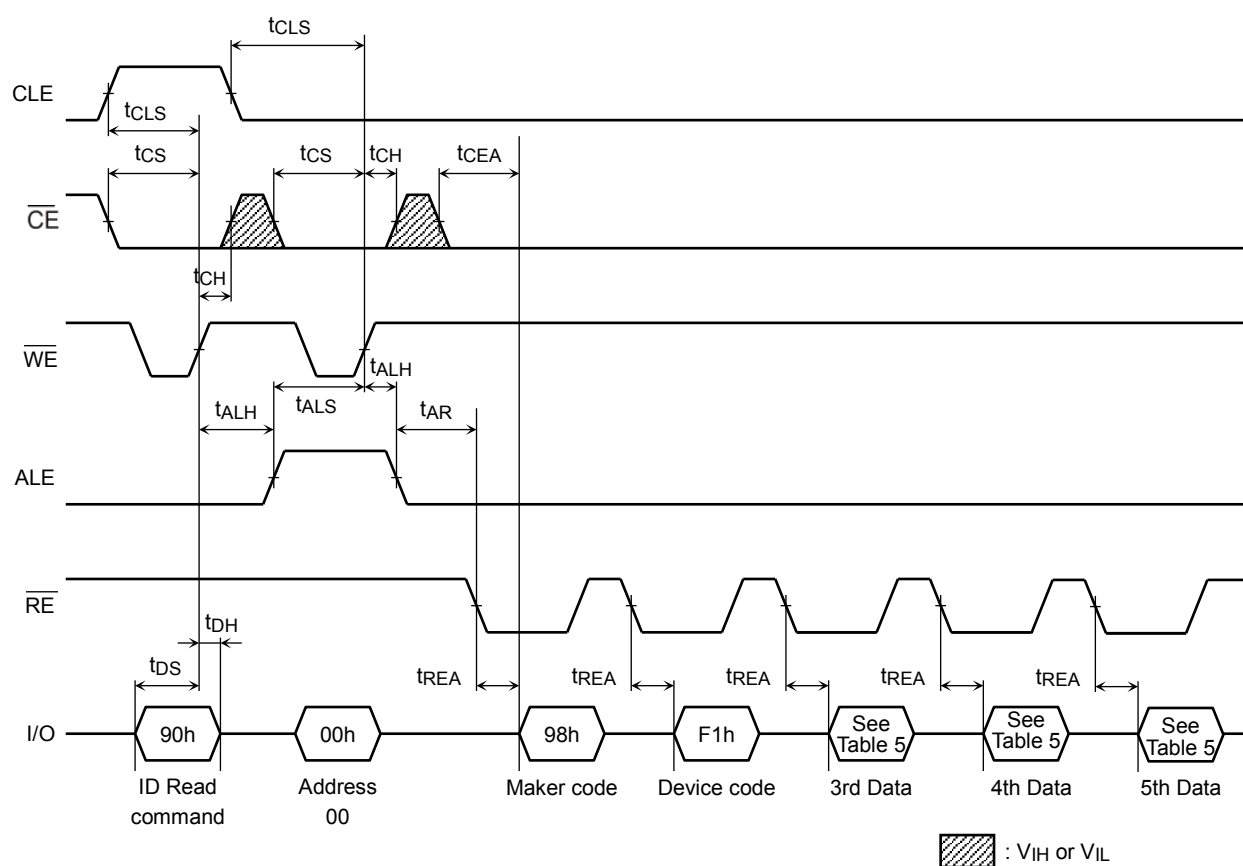 tCLS
CLE
tCLS
tCS
tCS
tCH
tCEA
CE
tCH
WE
tALH
tALH
tALS
tAR
ALE
RE
tDH
tDS
tREA
tREA
tREA
tREA
tREA
I/O
90h
00h
98h
F1h
See
Table 5
See
Table 5
See
Table 5
ID Read
command
Address
00
Maker code
Device code
3rd Data
4th Data
5th Data
: VIH or VIL